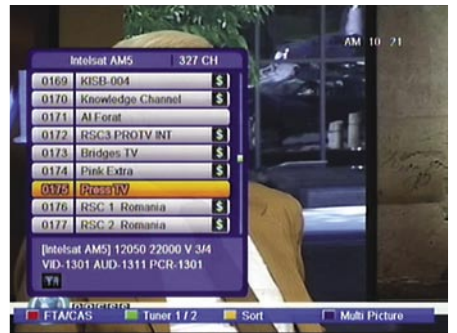 AM 10 21
Intelsat AM5 327 CH
0169 KISB-004 $
0170 Knowledge Channel $
0171 Al Forat
0172 RSC3 PROTV INT $
0173 Bridges TV $
0174 Pink Extra $
0175 Press TV
0176 RSC 1 Romania $
0177 RSC 2 Romania $
[Intelsat AM5] 12050 22000 V 3/4
VID-1301 AUD-1311 PCR-1301
FTA/CAS Tuner 1 / 2 Sort Multi Picture